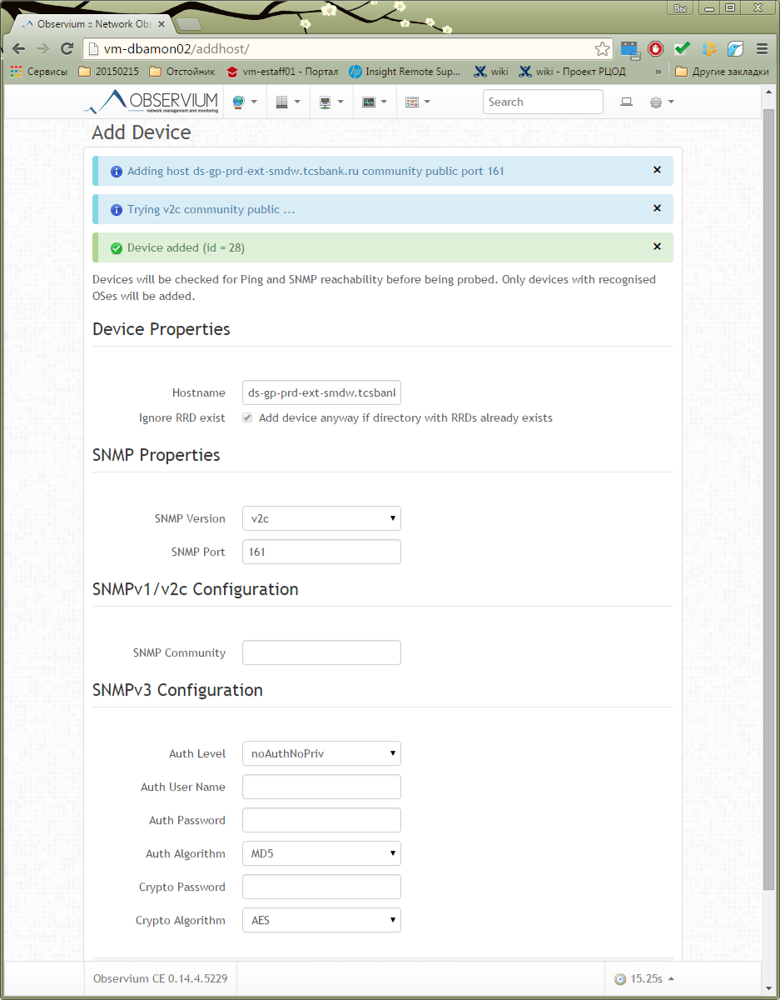 Вы
Observium :: Network Obs
vm-dbamon02/addhost/
Сервисы
20150215
Отстойник
vm-estaff01 - Портал
Insight Remote Sup...
wiki
wiki - Проект РЦОД
»
Другие закладки
OBSERVIUM
network management and monitoring
Search
Add Device
Adding host ds-gp-prd-ext-smdw.tcsbank.ru community public port 161
Trying v2c community public ...
Device added (id = 28)
Devices will be checked for Ping and SNMP reachability before being probed. Only devices with recognised
OSes will be added.
Device Properties
Hostname
ds-gp-prd-ext-smdw.tcsbank
Ignore RRD exist
Add device anyway if directory with RRDs already exists
SNMP Properties
SNMP Version
v2c
SNMP Port
161
SNMPv1/v2c Configuration
SNMP Community
SNMPv3 Configuration
Auth Level
noAuthNoPriv
Auth User Name
Auth Password
Auth Algorithm
MD5
Crypto Password
Crypto Algorithm
AES
Observium CE 0.14.4.5229
15.25s